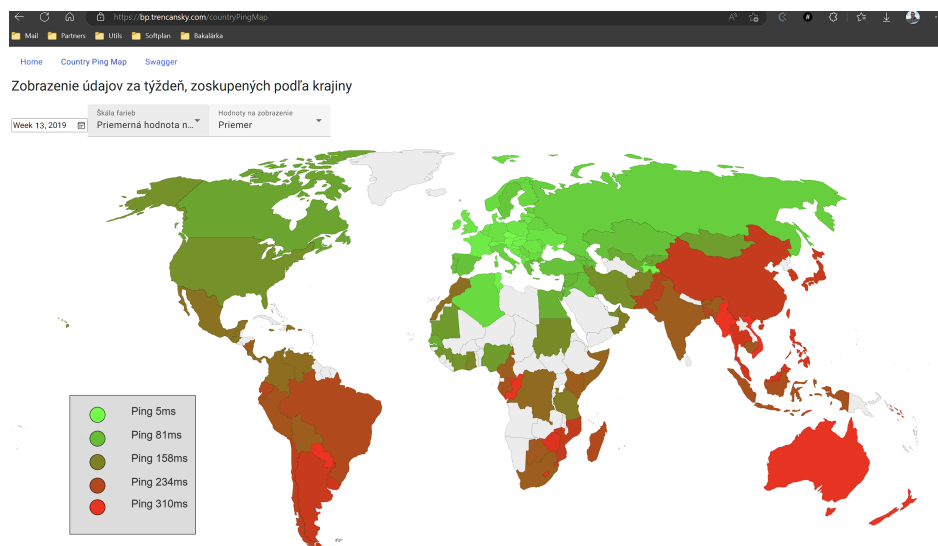 https://bp.trencansky.com/countryPingMap
Mail Partners Utils Softplan Bakalárka
Home Country Ping Map Swagger
Zobrazenie údajov za týždeň, zoskupených podľa krajiny
Škála farieb Hodnoty na zobrazenie
Week 13, 2019 Priemerná hodnota n... Priemer
Ping 5ms
Ping 81ms
Ping 158ms
Ping 234ms
Ping 310ms